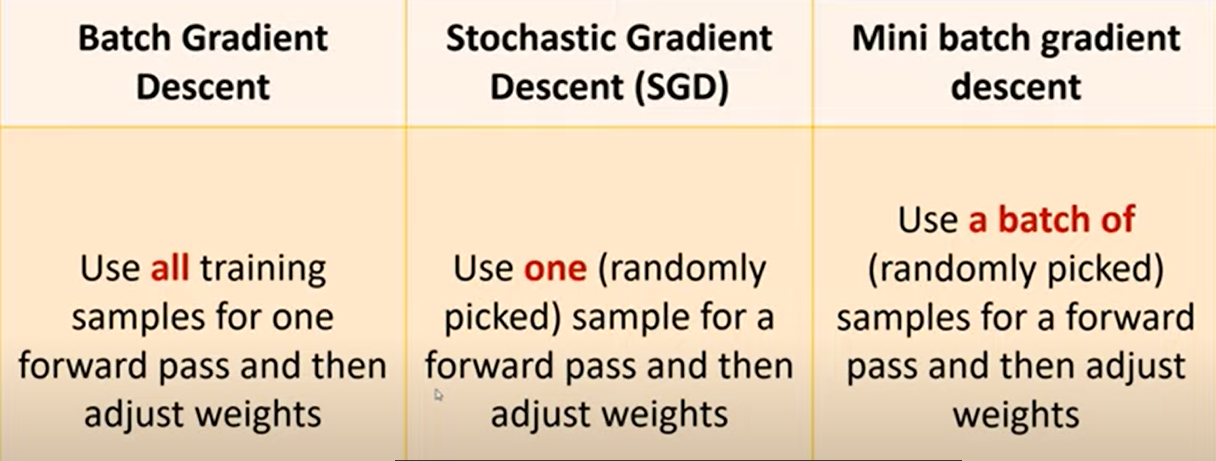 Batch Gradient
Descent
Stochastic Gradient
Descent (SGD)
Mini batch gradient
descent
Use all training
samples for one
forward pass and then
adjust weights
Use one (randomly
picked) sample for a
forward pass and then
adjust weights
Use a batch of
(randomly picked)
samples for a forward
pass and then adjust
weights